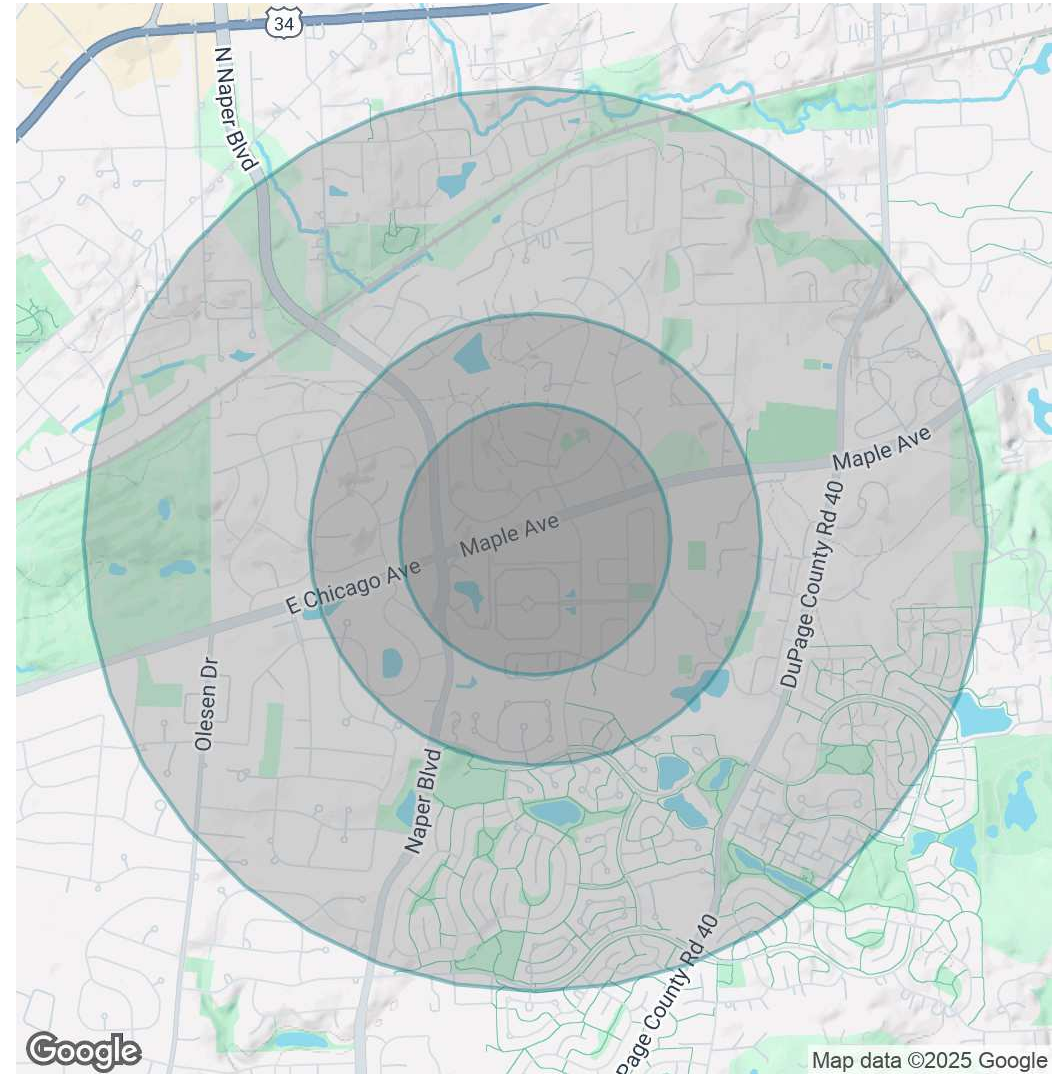 34
N Naper Blvd
Maple Ave
Maple Ave
E Chicago Ave
DuPage County Rd 40
Olesen Dr
Naper Blvd
Page County Rd 40
Google
Map data ©2025 Google